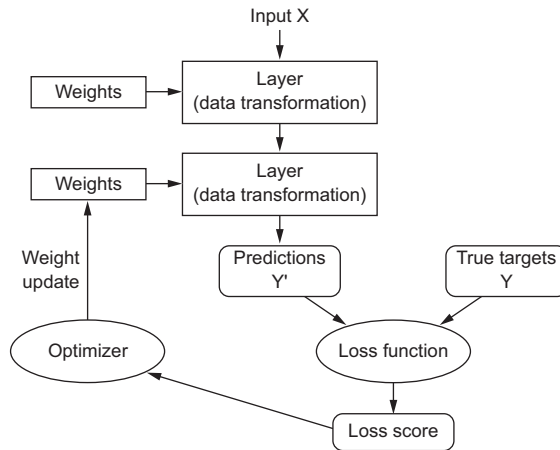 Input X
Layer
(data transformation)
Weights
Layer
(data transformation)
Weights
Weight
update
Predictions
Y'
True targets
Y
Optimizer
Loss function
Loss score